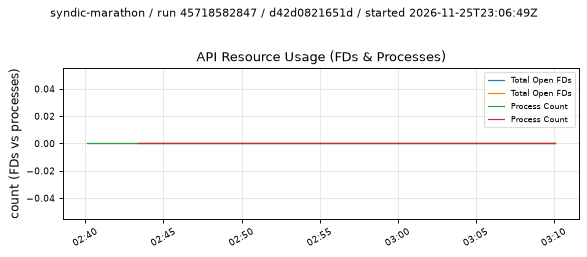 syndic-marathon / run 45718582847 / d42d0821651d / started 2026-11-25T23:06:49Z
API Resource Usage (FDs & Processes)
count (FDs vs processes)
0.04
0.02
0.00
−0.02
−0.04
Total Open FDs
Total Open FDs
Process Count
Process Count
02:40
02:45
02:50
02:55
03:00
03:05
03:10